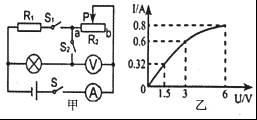 R₁ S₁ P
a R₂ b
S₂
V
S A
甲
I/A
0.8
0.6
0.32
0 1.5 3 6 U/V
乙